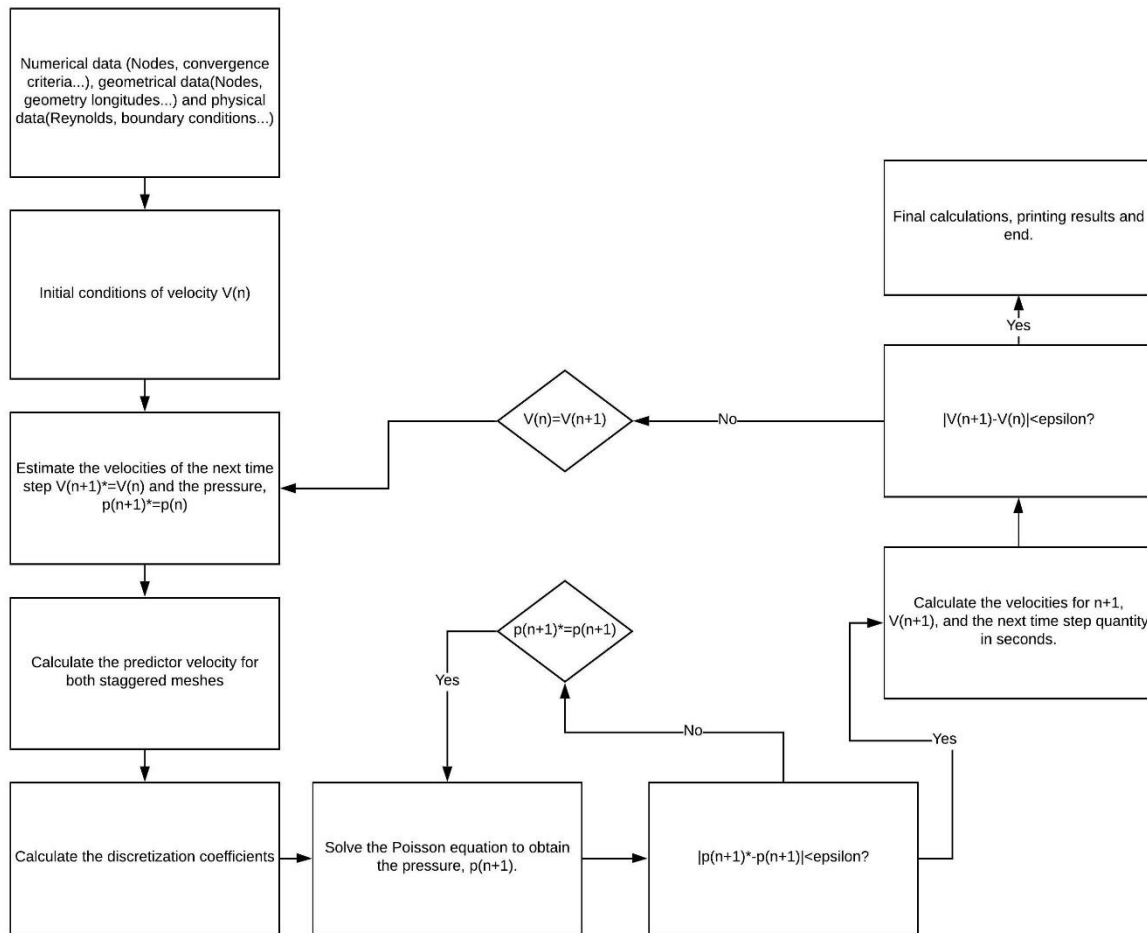 Numerical data (Nodes, convergence
criteria...), geometrical data(Nodes,
geometry longitudes...) and physical
data(Reynolds, boundary conditions...)
Initial conditions of velocity V(n)
Estimate the velocities of the next time
step V(n+1)*=V(n) and the pressure,
p(n+1)*=p(n)
Calculate the predictor velocity for
both staggered meshes
Calculate the discretization coefficients
Solve the Poisson equation to obtain
the pressure, p(n+1).
|p(n+1)*-p(n+1)|<epsilon?
No
p(n+1)*=p(n+1)
Yes
Yes
Calculate the velocities for n+1,
V(n+1), and the next time step quantity
in seconds.
|V(n+1)-V(n)|<epsilon?
No
V(n)=V(n+1)
Yes
Final calculations, printing results and
end.